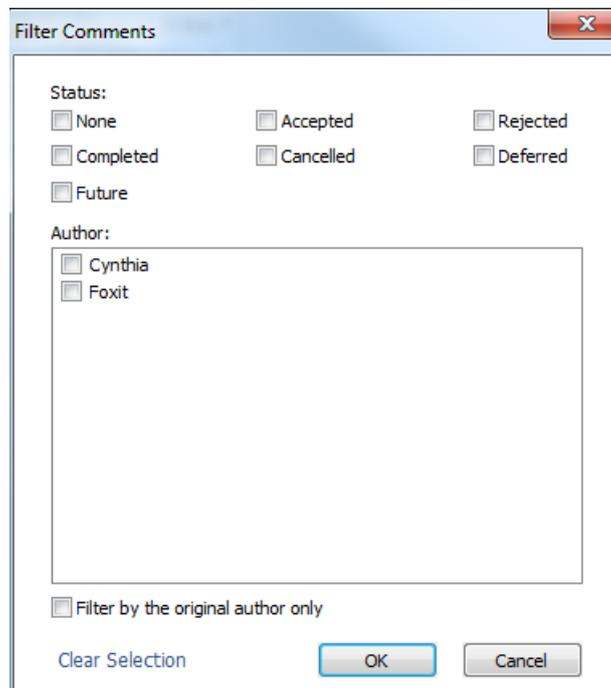 Filter Comments
Status:
None Accepted Rejected
Completed Cancelled Deferred
Future
Author:
Cynthia
Foxit
Filter by the original author only
Clear Selection OK Cancel